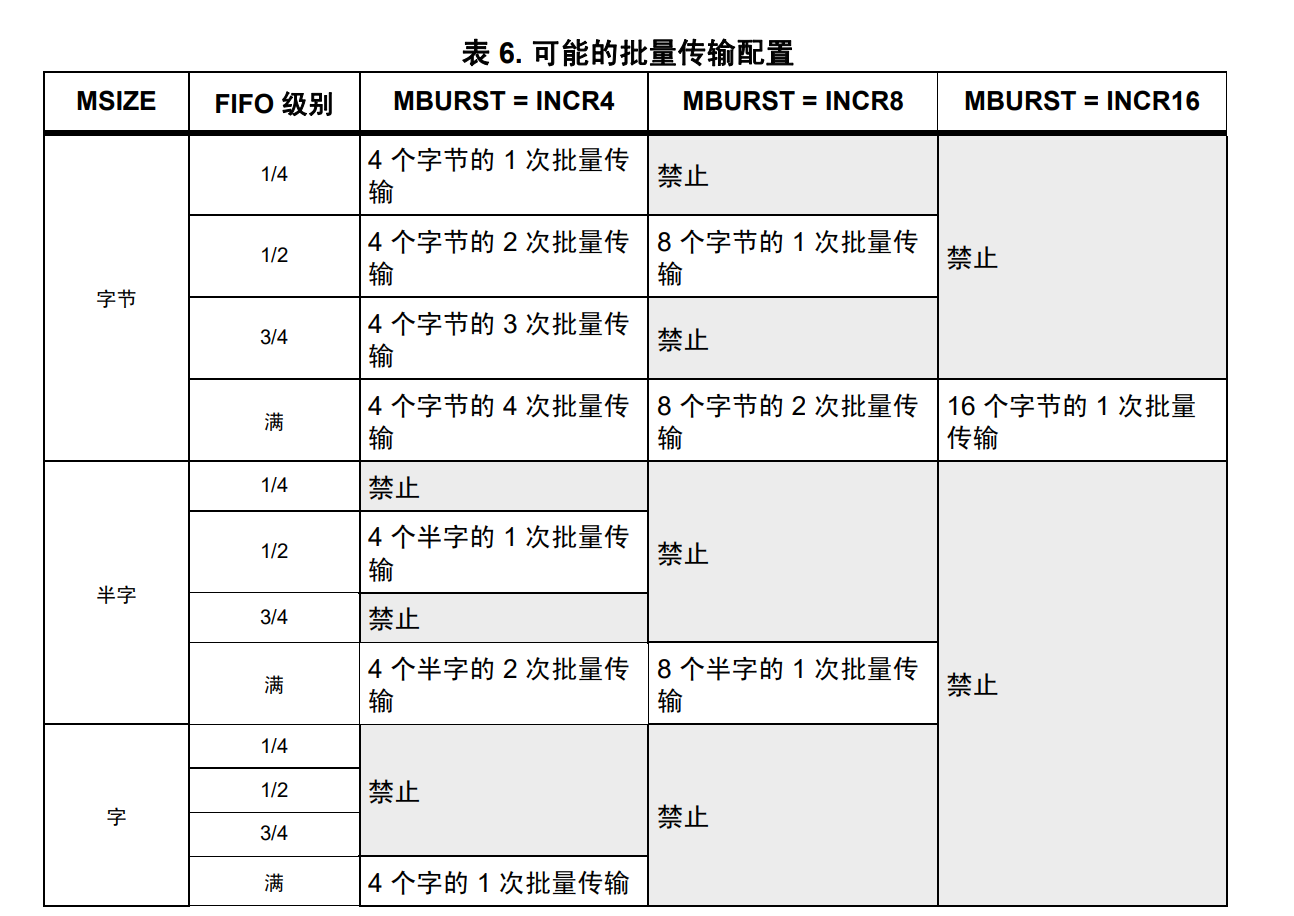 表 6. 可能的批量传输配置
MSIZE FIFO 级别 MBURST = INCR4 MBURST = INCR8 MBURST = INCR16
字节
1/4
4 个字节的 1 次批量传
输
禁止
禁止
1/2
4 个字节的 2 次批量传
输
8 个字节的 1 次批量传
输
3/4
4 个字节的 3 次批量传
输
禁止
满
4 个字节的 4 次批量传
输
8 个字节的 2 次批量传
输
16 个字节的 1 次批量
传输
半字
1/4
禁止
禁止
禁止
1/2
4 个半字的 1 次批量传
输
3/4
禁止
满
4 个半字的 2 次批量传
输
8 个半字的 1 次批量传
输
字
1/4
禁止
禁止
1/2
3/4
满
4 个字的 1 次批量传输